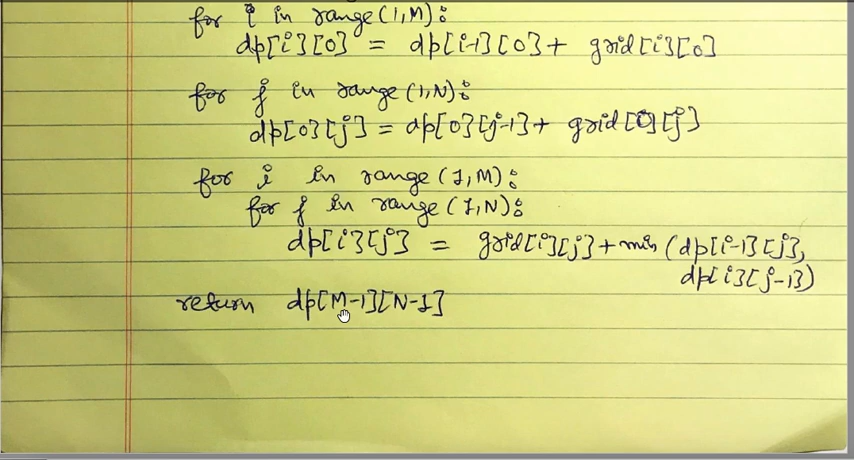 for i in range(1,M):
dp[i][0] = dp[i-1][0] + grid[i][0]
for j in range(1,N):
dp[0][j] = dp[0][j-1] + grid[0][j]
for i in range(1,M):
for j in range(1,N):
dp[i][j] = grid[i][j] + min(dp[i-1][j],
dp[i][j-1])
return dp[M-1][N-1]